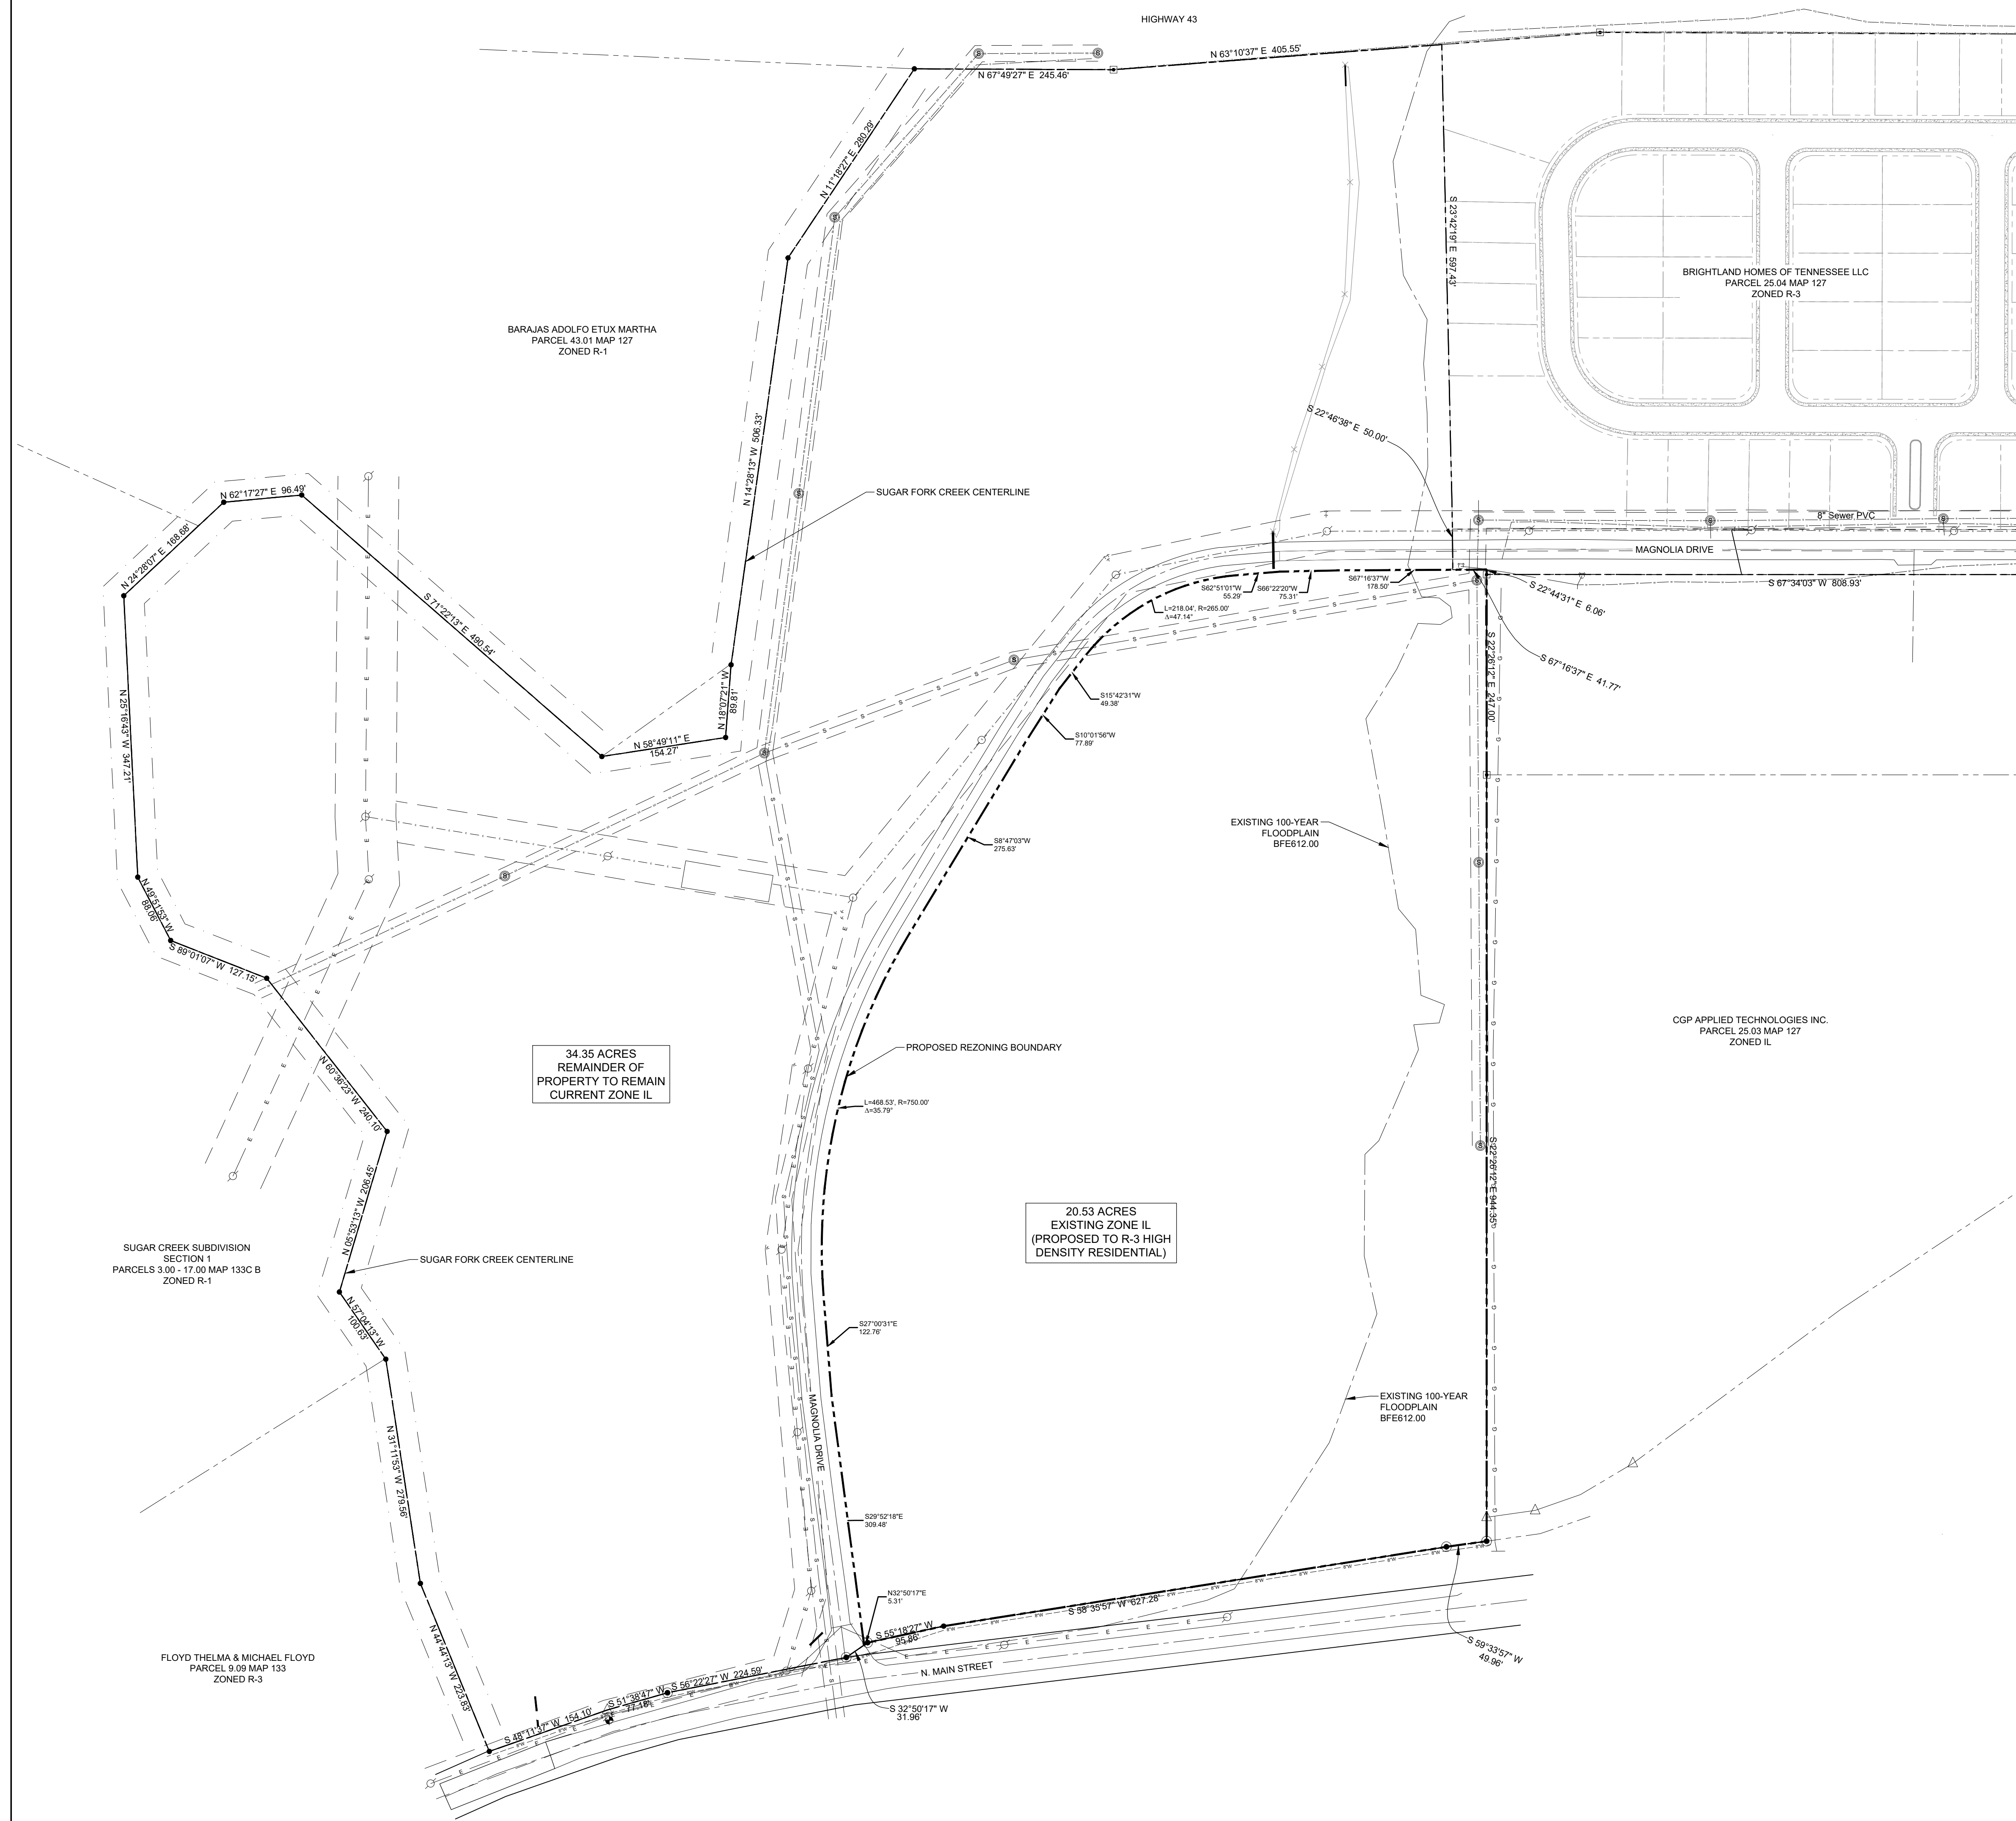 HIGHWAY 43
N 63°10'37" E 405.55'
N 67°49'27" E 245.46'
N 11°18'27" E 280.29'
S 23°42'19" E 597.43'
BRIGHTLAND HOMES OF TENNESSEE LLC
PARCEL 25.04 MAP 127
ZONED R-3
BARAJAS ADOLFO ETUX MARTHA
PARCEL 43.01 MAP 127
ZONED R-1
N 14°28'13" W 506.33'
S 22°46'38" E 50.00'
SUGAR FORK CREEK CENTERLINE
N 62°17'27" E 96.49'
N 24°28'07" E 168.68'
S 71°22'13" E 490.54'
8" Sewer PVC
MAGNOLIA DRIVE
S 67°34'03" W 808.93'
S 22°44'31" E 6.06'
S 67°16'37" E 41.77'
S67°16'37"W
178.50'
S66°22'20"W
75.31'
S62°51'01"W
55.29'
L=218.04', R=265.00'
Δ=47.14°
S 22°26'12" E 247.00'
N 18°07'21" W
89.81'
N 58°49'11" E
154.27'
N 25°16'43" W 347.21'
S15°42'31"W
49.38'
S10°01'56"W
77.89'
S8°47'03"W
275.63'
EXISTING 100-YEAR
FLOODPLAIN
BFE612.00
N 49°51'53" W
88.06'
S 89°01'07" W 127.15'
N 60°36'23" W 240.10'
34.35 ACRES
REMAINDER OF
PROPERTY TO REMAIN
CURRENT ZONE IL
PROPOSED REZONING BOUNDARY
L=468.53', R=750.00'
Δ=35.79°
CGP APPLIED TECHNOLOGIES INC.
PARCEL 25.03 MAP 127
ZONED IL
S 22°26'12" E 944.35'
N 05°53'13" W 206.45'
20.53 ACRES
EXISTING ZONE IL
(PROPOSED TO R-3 HIGH
DENSITY RESIDENTIAL)
SUGAR CREEK SUBDIVISION
SECTION 1
PARCELS 3.00 - 17.00 MAP 133C B
ZONED R-1
SUGAR FORK CREEK CENTERLINE
N 57°04'13" W
100.63'
S27°00'31"E
122.76'
EXISTING 100-YEAR
FLOODPLAIN
BFE612.00
MAGNOLIA DRIVE
N 31°11'53" W 279.56'
S29°52'18"E
309.48'
N32°50'17"E
5.31'
S 55°18'27" W
95.86'
S 58°35'57" W 627.28'
S 59°33'57" W
49.96'
FLOYD THELMA & MICHAEL FLOYD
PARCEL 9.09 MAP 133
ZONED R-3
N 44°44'13" W 223.83'
N. MAIN STREET
S 56°22'27" W 224.59'
S 51°38'47" W
77.18'
S 48°11'37" W 154.10'
S 32°50'17" W
31.96'